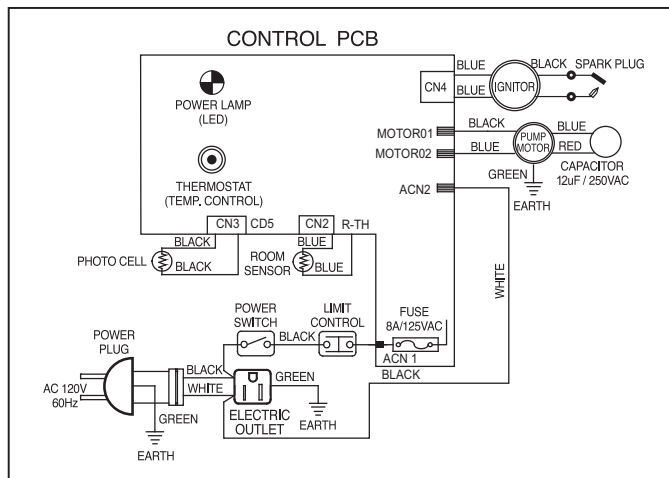 CONTROL PCB
POWER LAMP
(LED)
THERMOSTAT
(TEMP. CONTROL)
CN4
BLUE
BLUE
IGNITOR
BLACK
SPARK PLUG
MOTOR01
BLACK
MOTOR02
BLUE
PUMP
MOTOR
BLUE
RED
CAPACITOR
12uF / 250VAC
GREEN
EARTH
ACN2
WHITE
CN3
CD5
CN2
R-TH
BLACK
BLACK
PHOTO CELL
BLUE
BLUE
ROOM
SENSOR
POWER
SWITCH
BLACK
LIMIT
CONTROL
FUSE
8A/125VAC
ACN 1
BLACK
POWER
PLUG
AC 120V
60Hz
BLACK
WHITE
GREEN
EARTH
GREEN
EARTH
ELECTRIC
OUTLET